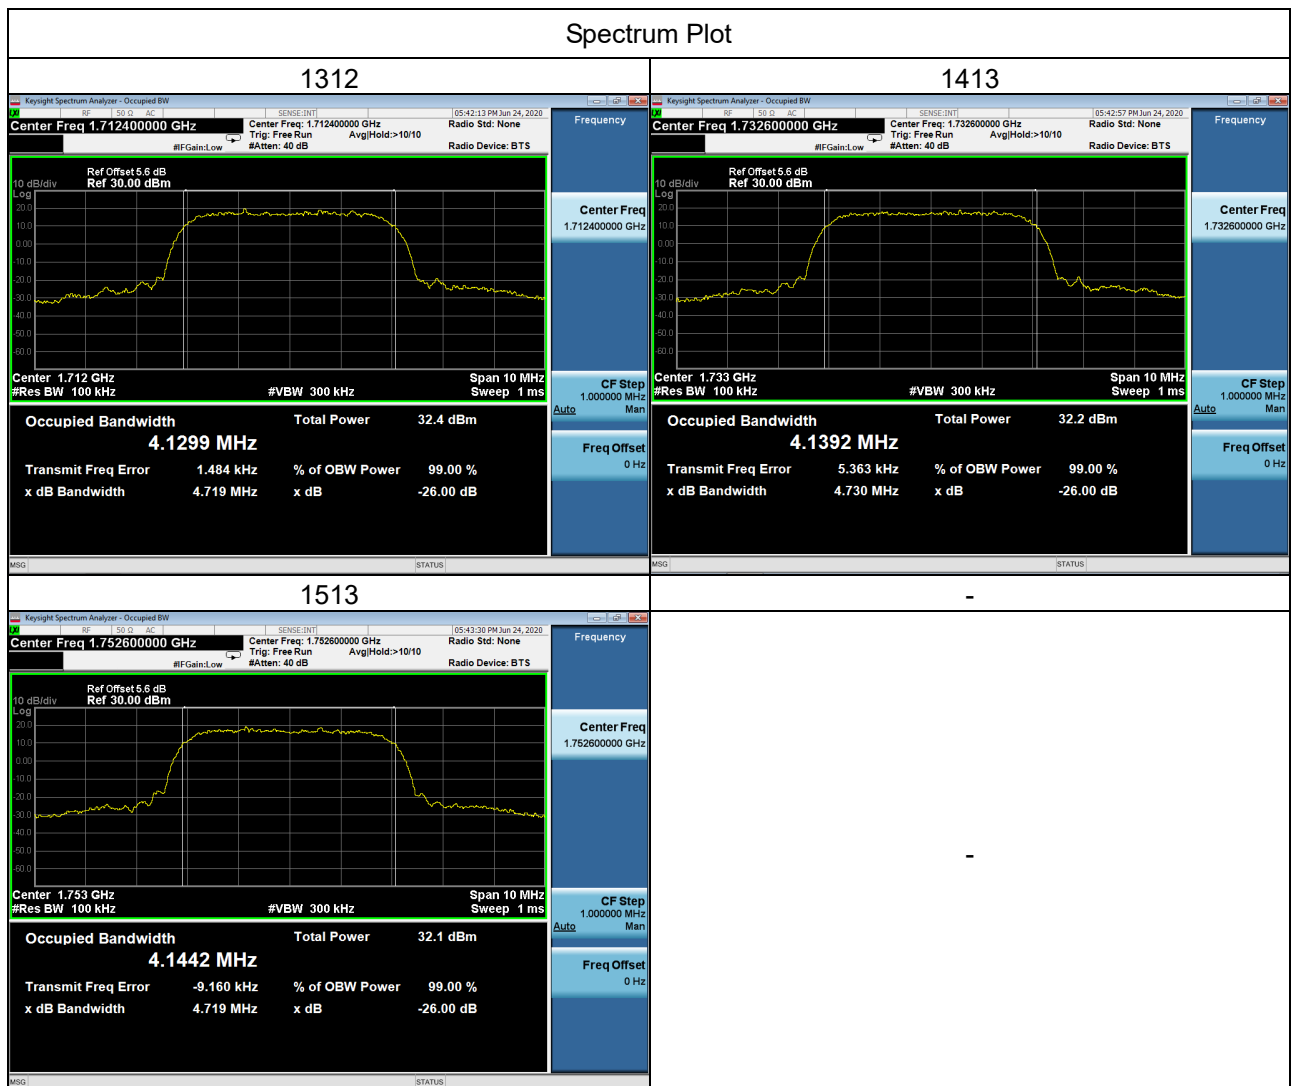 Spectrum Plot
1312
Keysight Spectrum Analyzer - Occupied BW
LXI RF 50 Ω AC SENSE:INT 05:42:13 PM Jun 24, 2020
Center Freq 1.712400000 GHz
Center Freq: 1.712400000 GHz
Radio Std: None
Trig: Free Run Avg|Hold:>10/10
#IFGain:Low #Atten: 40 dB Radio Device: BTS
Ref Offset 5.6 dB
10 dB/div Ref 30.00 dBm
Log
20.0
10.0
0.00
-10.0
-20.0
-30.0
-40.0
-50.0
-60.0
Center 1.712 GHz Span 10 MHz
#Res BW 100 kHz #VBW 300 kHz Sweep 1 ms
Occupied Bandwidth Total Power 32.4 dBm
4.1299 MHz
Transmit Freq Error 1.484 kHz % of OBW Power 99.00 %
x dB Bandwidth 4.719 MHz x dB -26.00 dB
MSG STATUS
Frequency
Center Freq
1.712400000 GHz
CF Step
1.000000 MHz
Auto Man
Freq Offset
0 Hz
1413
Keysight Spectrum Analyzer - Occupied BW
LXI RF 50 Ω AC SENSE:INT 05:42:57 PM Jun 24, 2020
Center Freq 1.732600000 GHz
Center Freq: 1.732600000 GHz
Radio Std: None
Trig: Free Run Avg|Hold:>10/10
#IFGain:Low #Atten: 40 dB Radio Device: BTS
Ref Offset 5.6 dB
10 dB/div Ref 30.00 dBm
Log
20.0
10.0
0.00
-10.0
-20.0
-30.0
-40.0
-50.0
-60.0
Center 1.733 GHz Span 10 MHz
#Res BW 100 kHz #VBW 300 kHz Sweep 1 ms
Occupied Bandwidth Total Power 32.2 dBm
4.1392 MHz
Transmit Freq Error 5.363 kHz % of OBW Power 99.00 %
x dB Bandwidth 4.730 MHz x dB -26.00 dB
MSG STATUS
Frequency
Center Freq
1.732600000 GHz
CF Step
1.000000 MHz
Auto Man
Freq Offset
0 Hz
1513
Keysight Spectrum Analyzer - Occupied BW
LXI RF 50 Ω AC SENSE:INT 05:43:30 PM Jun 24, 2020
Center Freq 1.752600000 GHz
Center Freq: 1.752600000 GHz
Radio Std: None
Trig: Free Run Avg|Hold:>10/10
#IFGain:Low #Atten: 40 dB Radio Device: BTS
Ref Offset 5.6 dB
10 dB/div Ref 30.00 dBm
Log
20.0
10.0
0.00
-10.0
-20.0
-30.0
-40.0
-50.0
-60.0
Center 1.753 GHz Span 10 MHz
#Res BW 100 kHz #VBW 300 kHz Sweep 1 ms
Occupied Bandwidth Total Power 32.1 dBm
4.1442 MHz
Transmit Freq Error -9.160 kHz % of OBW Power 99.00 %
x dB Bandwidth 4.719 MHz x dB -26.00 dB
MSG STATUS
Frequency
Center Freq
1.752600000 GHz
CF Step
1.000000 MHz
Auto Man
Freq Offset
0 Hz
-
-